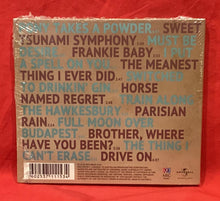 TAKES A POWDER. SWEET
TSUNAMI SYMPHONY. MUST BE
FRANKIE BABY. I PUT
A SPELL ON YOU. THE MEANEST
THING I EVER DID. SWITCHED
TO DRINKIN' GIN. HORSE
NAMED REGRET. TRAIN ALONG
THE HAWKESBURY. PARISIAN
RAIN. FULL MOON OVER
BUDAPEST. BROTHER, WHERE
HAVE YOU BEEN? THE THING I
CAN'T ERASE. DRIVE ON.